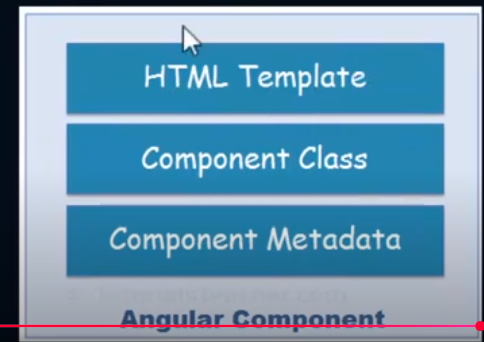 HTML Template
Component Class
Component Metadata
Angular Component